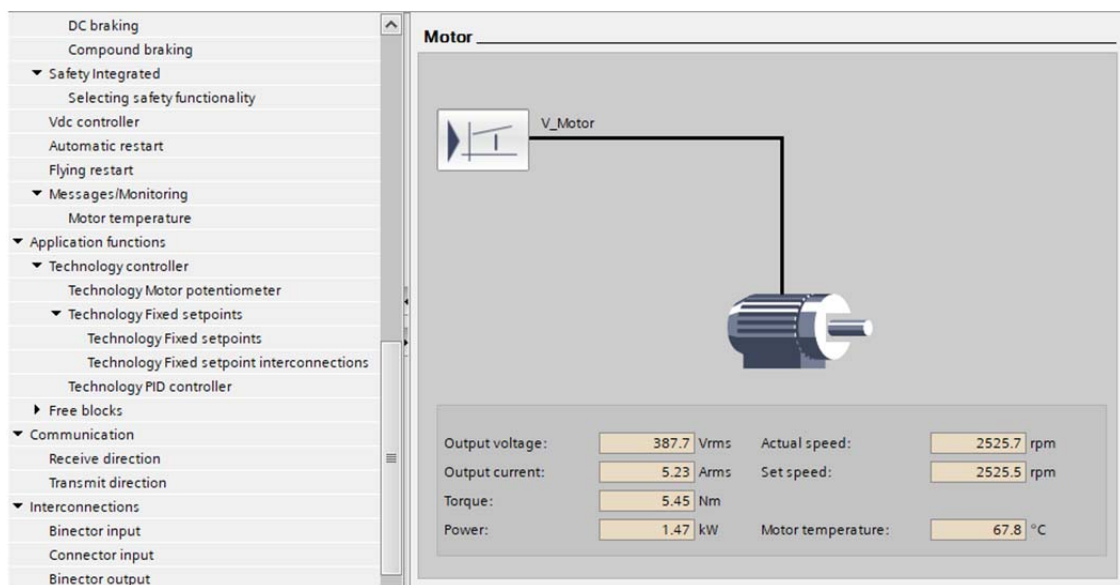 DC braking
Compound braking
Safety Integrated
Selecting safety functionality
Vdc controller
Automatic restart
Flying restart
Messages/Monitoring
Motor temperature
Application functions
Technology controller
Technology Motor potentiometer
Technology Fixed setpoints
Technology Fixed setpoints
Technology Fixed setpoint interconnections
Technology PID controller
Free blocks
Communication
Receive direction
Transmit direction
Interconnections
Binector input
Connector input
Binector output
Motor
V_Motor
Output voltage: 387.7 Vrms Actual speed: 2525.7 rpm
Output current: 5.23 Arms Set speed: 2525.5 rpm
Torque: 5.45 Nm
Power: 1.47 kW Motor temperature: 67.8 °C